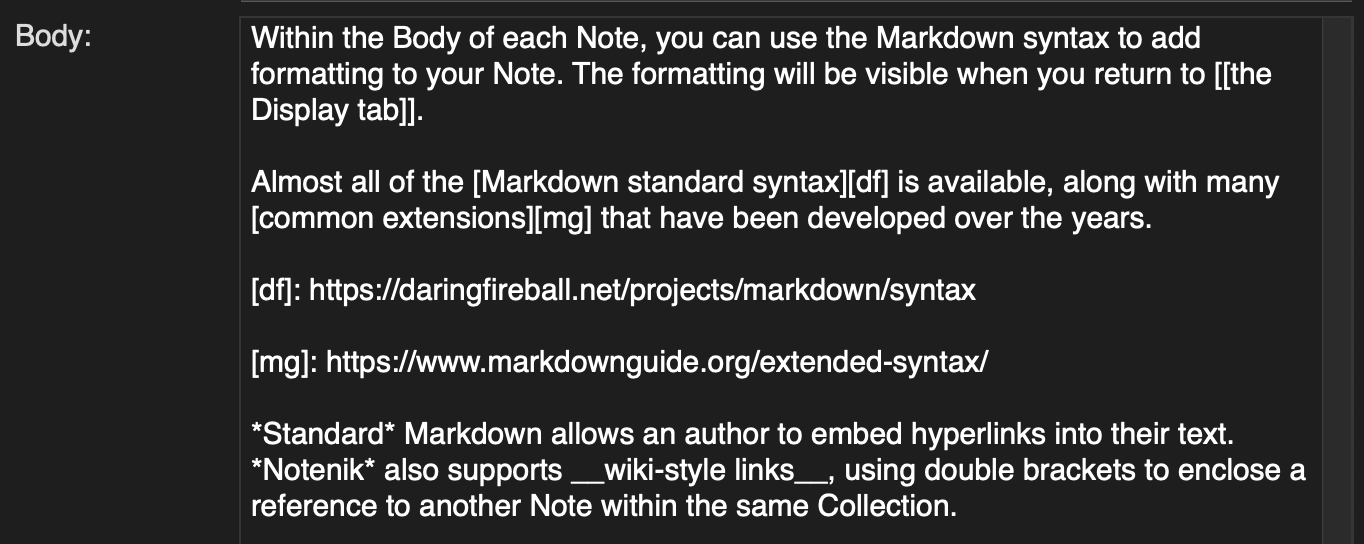 Body:
Within the Body of each Note, you can use the Markdown syntax to add
formatting to your Note. The formatting will be visible when you return to [[the
Display tab]].
Almost all of the [Markdown standard syntax][df] is available, along with many
[common extensions][mg] that have been developed over the years.
[df]: https://daringfireball.net/projects/markdown/syntax
[mg]: https://www.markdownguide.org/extended-syntax/
*Standard* Markdown allows an author to embed hyperlinks into their text.
*Notenik* also supports __wiki-style links__, using double brackets to enclose a
reference to another Note within the same Collection.